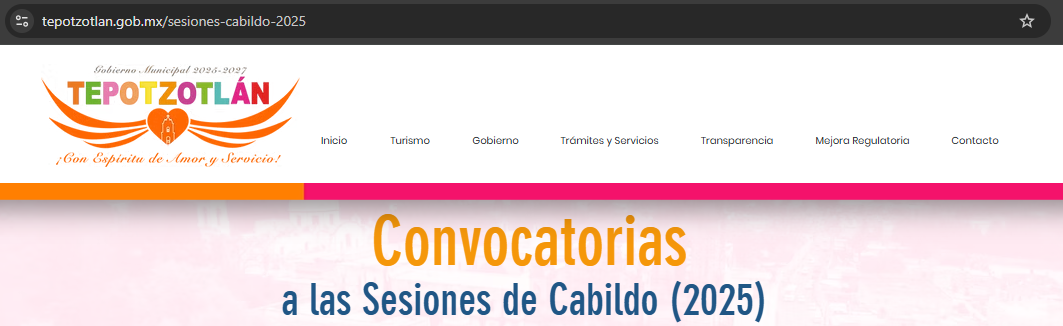 tepotzotlan.gob.mx/sesiones-cabildo-2025
Gobierno Municipal 2025-2027
TEPOTZOTLÁN
¡Con Espíritu de Amor y Servicio!
Inicio Turismo Gobierno Trámites y Servicios Transparencia Mejora Regulatoria Contacto
Convocatorias
a las Sesiones de Cabildo (2025)